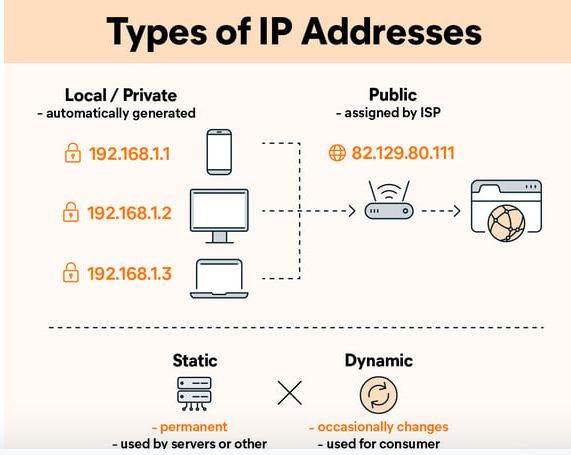 Types of IP Addresses
Local / Private
- automatically generated
192.168.1.1
192.168.1.2
192.168.1.3
Public
- assigned by ISP
82.129.80.111
Static
- permanent
- used by servers or other
Dynamic
- occasionally changes
- used for consumer